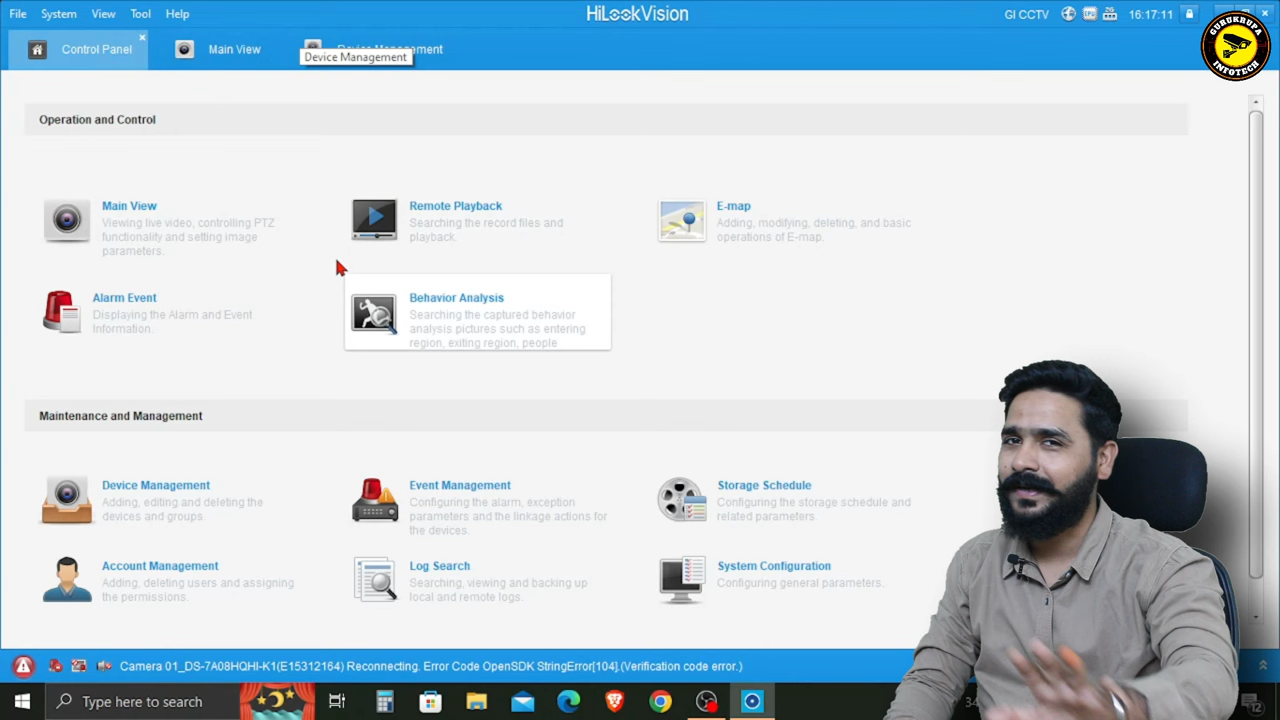 File System View Tool Help
HiLookVision
GI CCTV 16:17:11
GURUKRUPA
INFOTECH
Control Panel Main View Device Management
Device Management
Operation and Control
Main View
Viewing live video, controlling PTZ
functionality and setting image
parameters.
Remote Playback
Searching the record files and
playback.
E-map
Adding, modifying, deleting, and basic
operations of E-map.
Alarm Event
Displaying the Alarm and Event
Information.
Behavior Analysis
Searching the captured behavior
analysis pictures such as entering
region, exiting region, people
Maintenance and Management
Device Management
Adding, editing and deleting the
devices and groups.
Event Management
Configuring the alarm, exception
parameters and the linkage actions for
the devices.
Storage Schedule
Configuring the storage schedule and
related parameters.
Account Management
Adding, deleting users and assigning
the permissions.
Log Search
Searching, viewing and backing up
local and remote logs.
System Configuration
Configuring general parameters.
Camera 01_DS-7A08HQHI-K1(E15312164) Reconnecting. Error Code OpenSDK StringError[104].(Verification code error.)
Type here to search
34
12